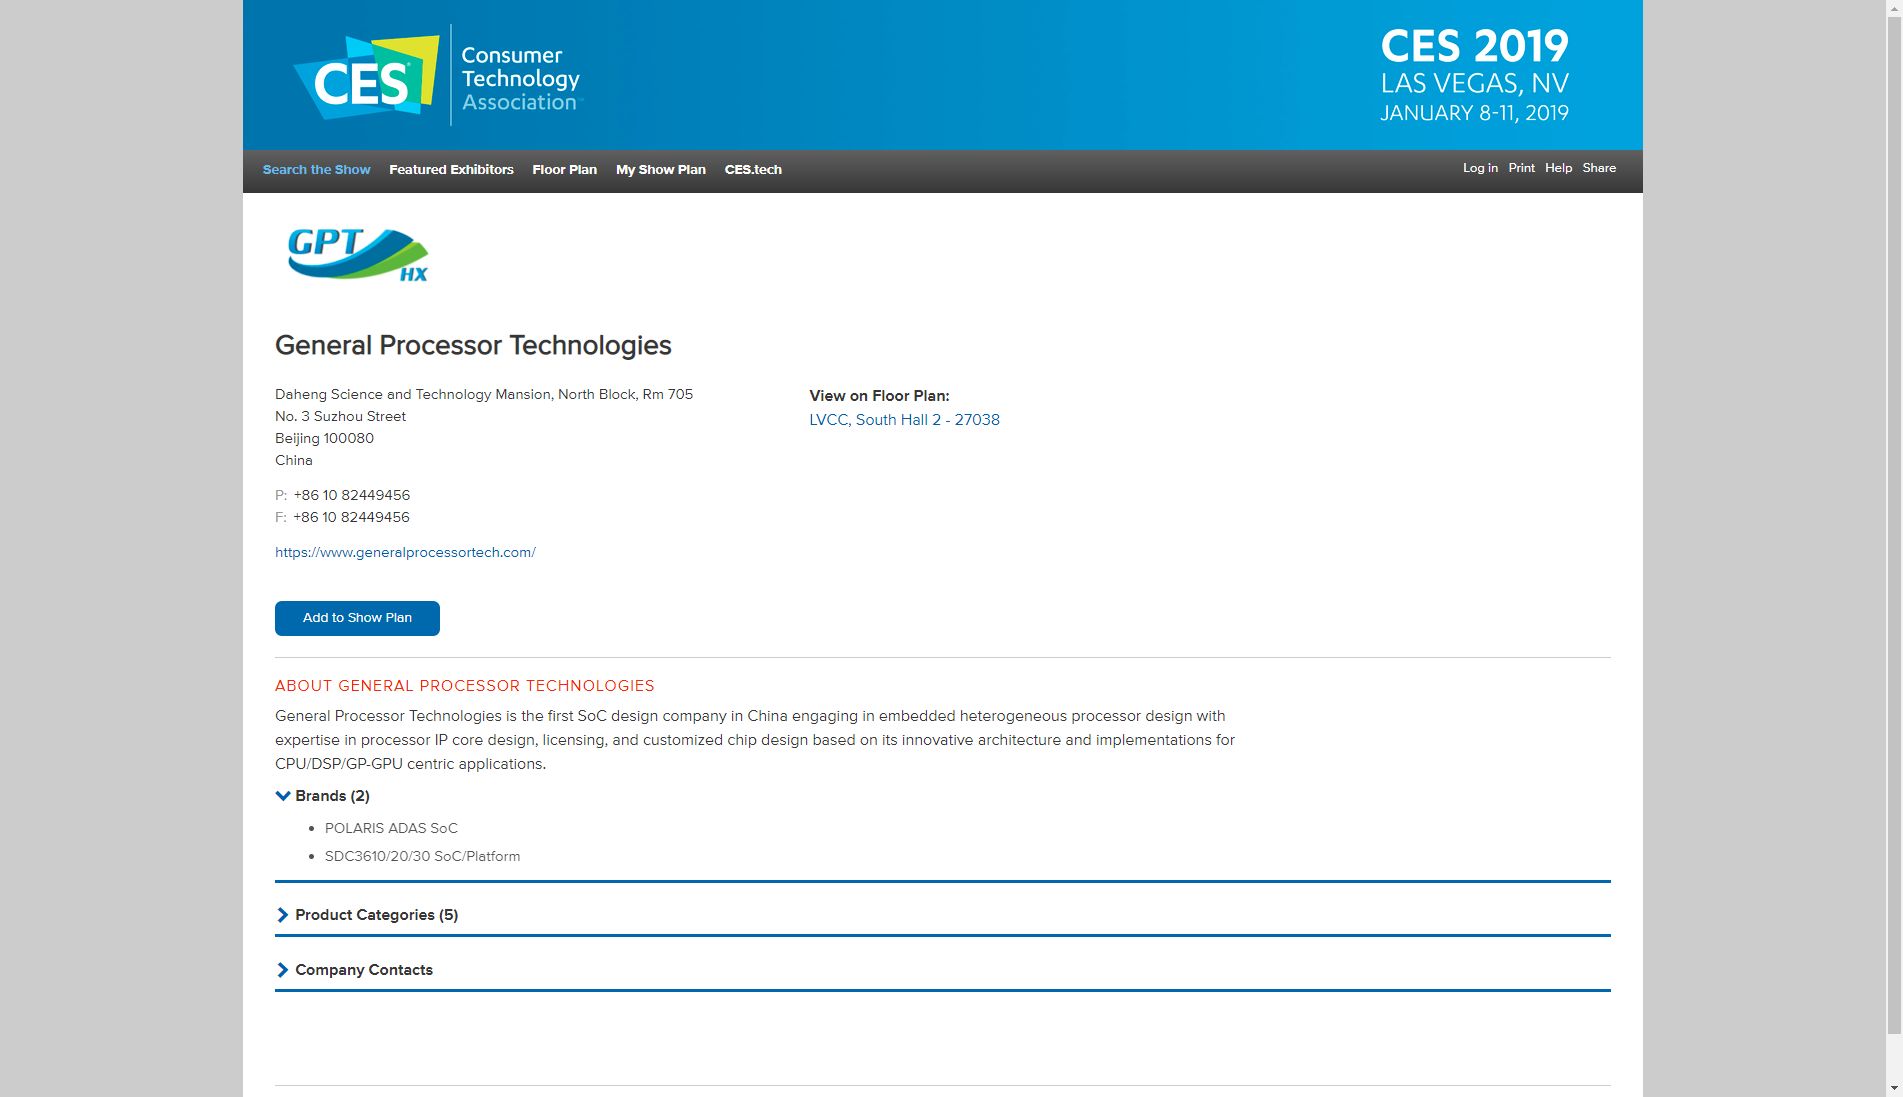 CES
Consumer
Technology
Association
CES 2019
LAS VEGAS, NV
JANUARY 8-11, 2019
Search the Show Featured Exhibitors Floor Plan My Show Plan CES.tech Log in Print Help Share
GPT
HX
General Processor Technologies
Daheng Science and Technology Mansion, North Block, Rm 705
No. 3 Suzhou Street
Beijing 100080
China
View on Floor Plan:
LVCC, South Hall 2 - 27038
P: +86 10 82449456
F: +86 10 82449456
https://www.generalprocessortech.com/
Add to Show Plan
ABOUT GENERAL PROCESSOR TECHNOLOGIES
General Processor Technologies is the first SoC design company in China engaging in embedded heterogeneous processor design with
expertise in processor IP core design, licensing, and customized chip design based on its innovative architecture and implementations for
CPU/DSP/GP-GPU centric applications.
Brands (2)
• POLARIS ADAS SoC
• SDC3610/20/30 SoC/Platform
Product Categories (5)
Company Contacts